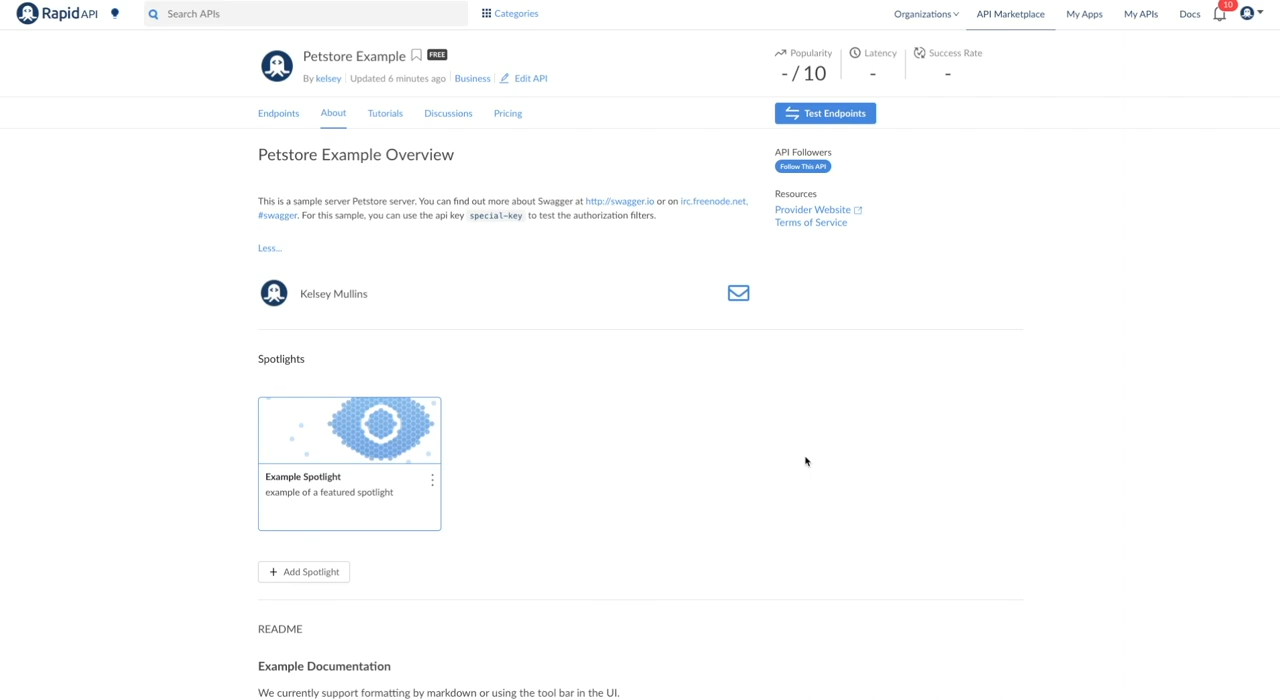 RapidAPI Search APIs Categories Organizations API Marketplace My Apps My APIs Docs 10
Petstore Example FREE
By kelsey Updated 6 minutes ago Business Edit API
Popularity Latency Success Rate
- / 10 - -
Endpoints About Tutorials Discussions Pricing Test Endpoints
Petstore Example Overview
API Followers
Follow This API
This is a sample server Petstore server. You can find out more about Swagger at http://swagger.io or on irc.freenode.net,
#swagger. For this sample, you can use the api key special-key to test the authorization filters.
Resources
Provider Website
Terms of Service
Less...
Kelsey Mullins
Spotlights
Example Spotlight
example of a featured spotlight
+ Add Spotlight
README
Example Documentation
We currently support formatting by markdown or using the tool bar in the UI.